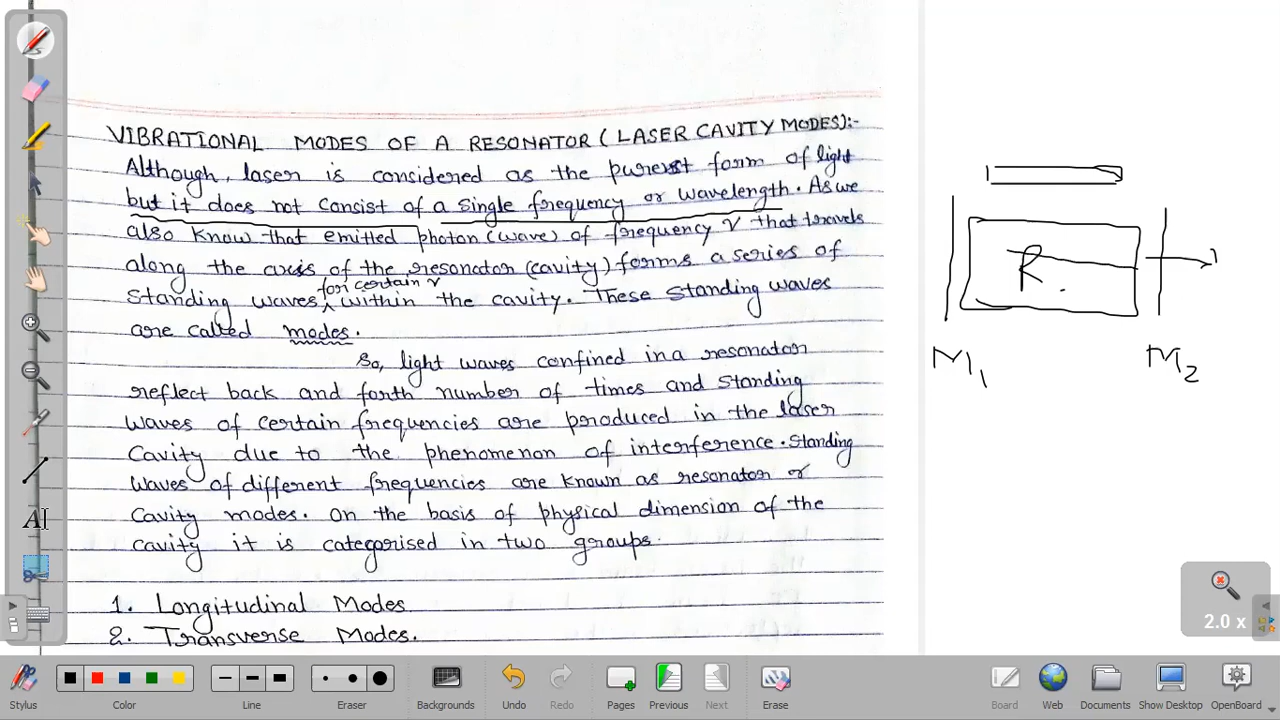 VIBRATIONAL MODES OF A RESONATOR (LASER CAVITY MODES):-
Although, laser is considered as the purest form of light
but it does not consist of a single frequency or wavelength. As we
also know that emitted photon (wave) of frequency ν that travels
along the axis of the resonator (cavity) forms a series of
for certain ν
standing waves ^ within the cavity. These standing waves
are called modes.
So, light waves confined in a resonator
reflect back and forth number of times and standing
waves of certain frequencies are produced in the laser
cavity due to the phenomenon of interference. Standing
waves of different frequencies are known as resonator or
cavity modes. On the basis of physical dimension of the
cavity it is categorised in two groups.
1. Longitudinal Modes.
2. Transverse Modes.
R.
M1 M2
2.0 x
Styles Color Line Eraser Backgrounds Undo Redo Pages Previous Next Erase Board Web Documents Show Desktop OpenBoard